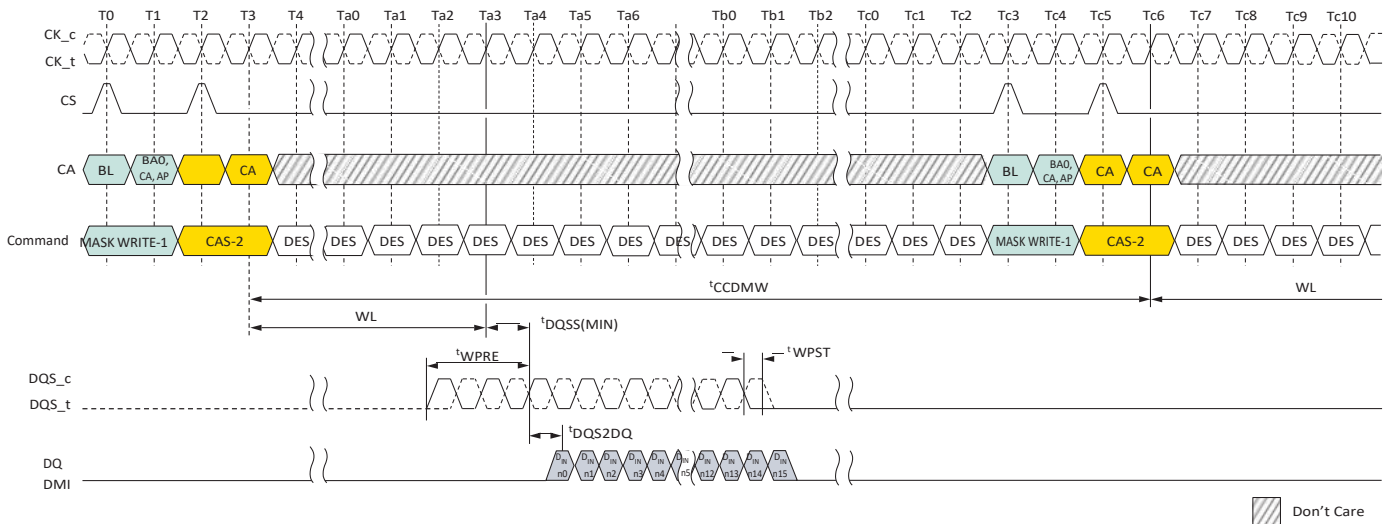 T0 T1 T2 T3 T4 Ta0 Ta1 Ta2 Ta3 Ta4 Ta5 Ta6 Tb0 Tb1 Tb2 Tc0 Tc1 Tc2 Tc3 Tc4 Tc5 Tc6 Tc7 Tc8 Tc9 Tc10
CK_c
CK_t
CS
CA BL BA0, CA, AP CA BL BA0, CA, AP CA CA
Command MASK WRITE-1 CAS-2 DES DES DES DES DES DES DES DES DES DES DES DES DES DES DES MASK WRITE-1 CAS-2 DES DES DES DES
tCCDMW WL
WL tDQSS(MIN)
tWPRE tWPST
DQS_c
DQS_t
tDQS2DQ
DQ DIN n0 DIN n1 DIN n2 DIN n3 DIN n4 DIN n5 DIN n12 DIN n13 DIN n14 DIN n15
DMI
Don't Care